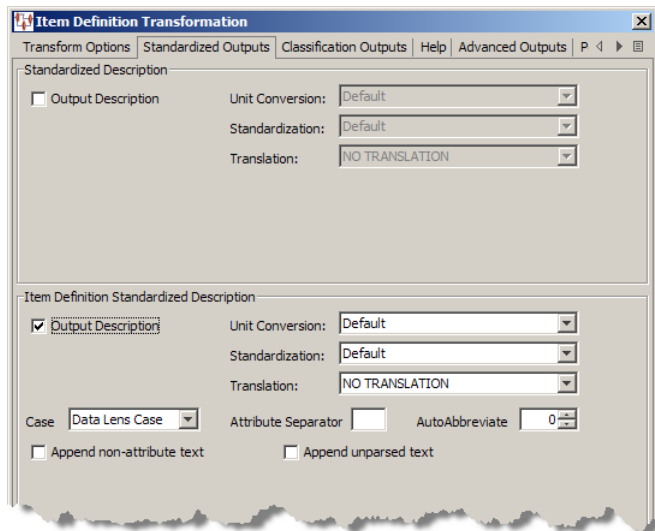 Item Definition Transformation
Transform Options Standardized Outputs Classification Outputs Help Advanced Outputs P
Standardized Description
Output Description Unit Conversion: Default
Standardization: Default
Translation: NO TRANSLATION
Item Definition Standardized Description
Output Description Unit Conversion: Default
Standardization: Default
Translation: NO TRANSLATION
Case Data Lens Case Attribute Separator AutoAbbreviate 0
Append non-attribute text Append unparsed text